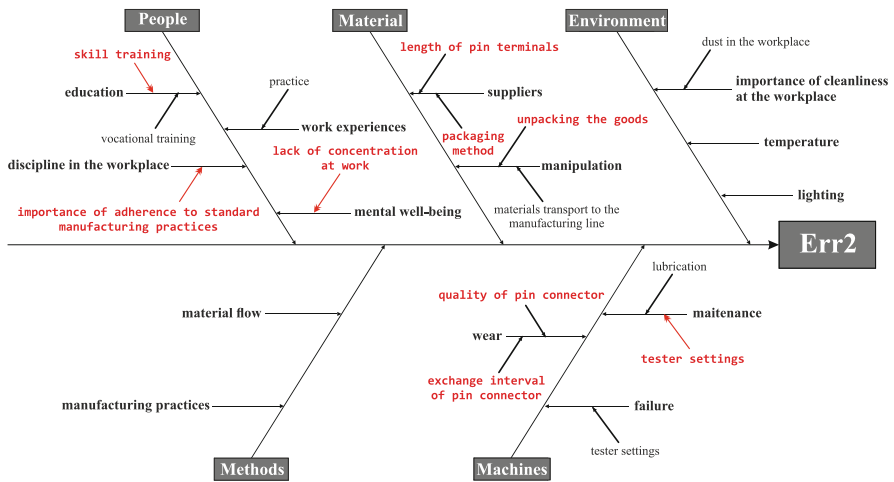 People
Material
Environment
skill training
length of pin terminals
dust in the workplace
education
practice
suppliers
importance of cleanliness
at the workplace
vocational training
work experiences
packaging
method
unpacking the goods
temperature
discipline in the workplace
lack of concentration
at work
manipulation
lighting
importance of adherence to standard
manufacturing practices
mental well-being
materials transport to the
manufacturing line
Err2
lubrication
quality of pin connector
material flow
maitenance
wear
tester settings
exchange interval
of pin connector
manufacturing practices
failure
tester settings
Methods
Machines